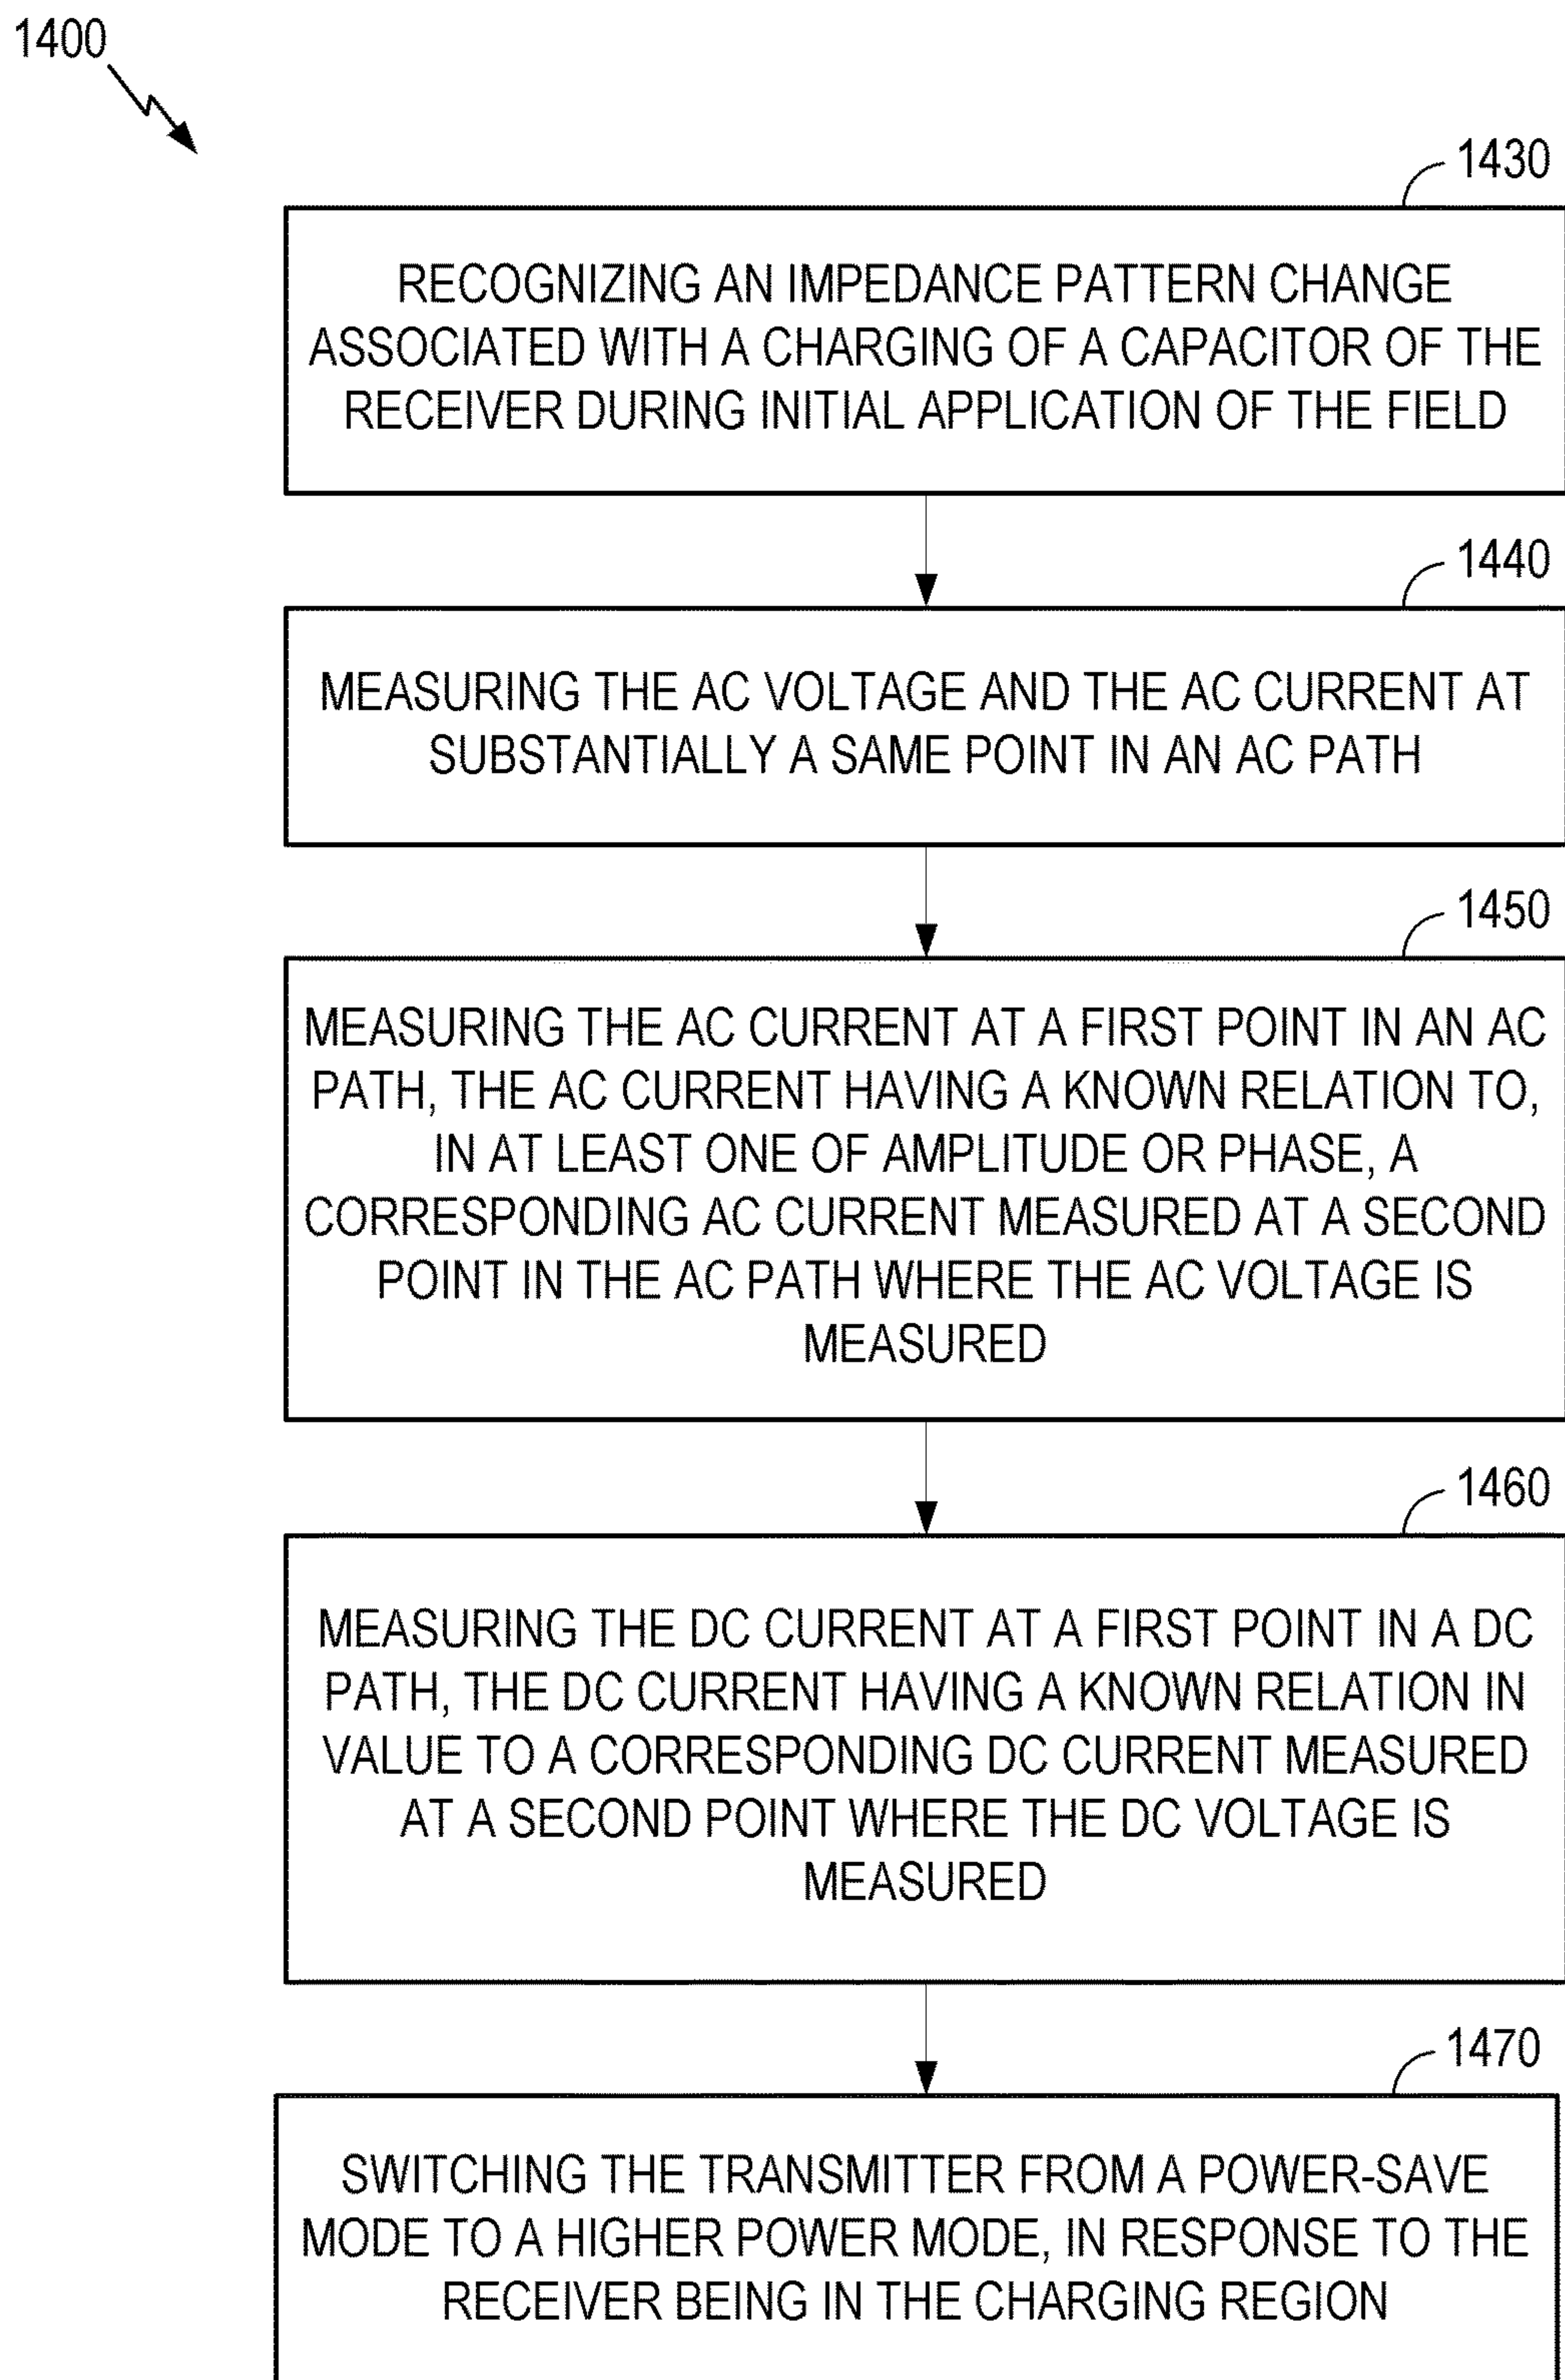 1400
1430
RECOGNIZING AN IMPEDANCE PATTERN CHANGE
ASSOCIATED WITH A CHARGING OF A CAPACITOR OF THE
RECEIVER DURING INITIAL APPLICATION OF THE FIELD
1440
MEASURING THE AC VOLTAGE AND THE AC CURRENT AT
SUBSTANTIALLY A SAME POINT IN AN AC PATH
1450
MEASURING THE AC CURRENT AT A FIRST POINT IN AN AC
PATH, THE AC CURRENT HAVING A KNOWN RELATION TO,
IN AT LEAST ONE OF AMPLITUDE OR PHASE, A
CORRESPONDING AC CURRENT MEASURED AT A SECOND
POINT IN THE AC PATH WHERE THE AC VOLTAGE IS
MEASURED
1460
MEASURING THE DC CURRENT AT A FIRST POINT IN A DC
PATH, THE DC CURRENT HAVING A KNOWN RELATION IN
VALUE TO A CORRESPONDING DC CURRENT MEASURED
AT A SECOND POINT WHERE THE DC VOLTAGE IS
MEASURED
1470
SWITCHING THE TRANSMITTER FROM A POWER-SAVE
MODE TO A HIGHER POWER MODE, IN RESPONSE TO THE
RECEIVER BEING IN THE CHARGING REGION